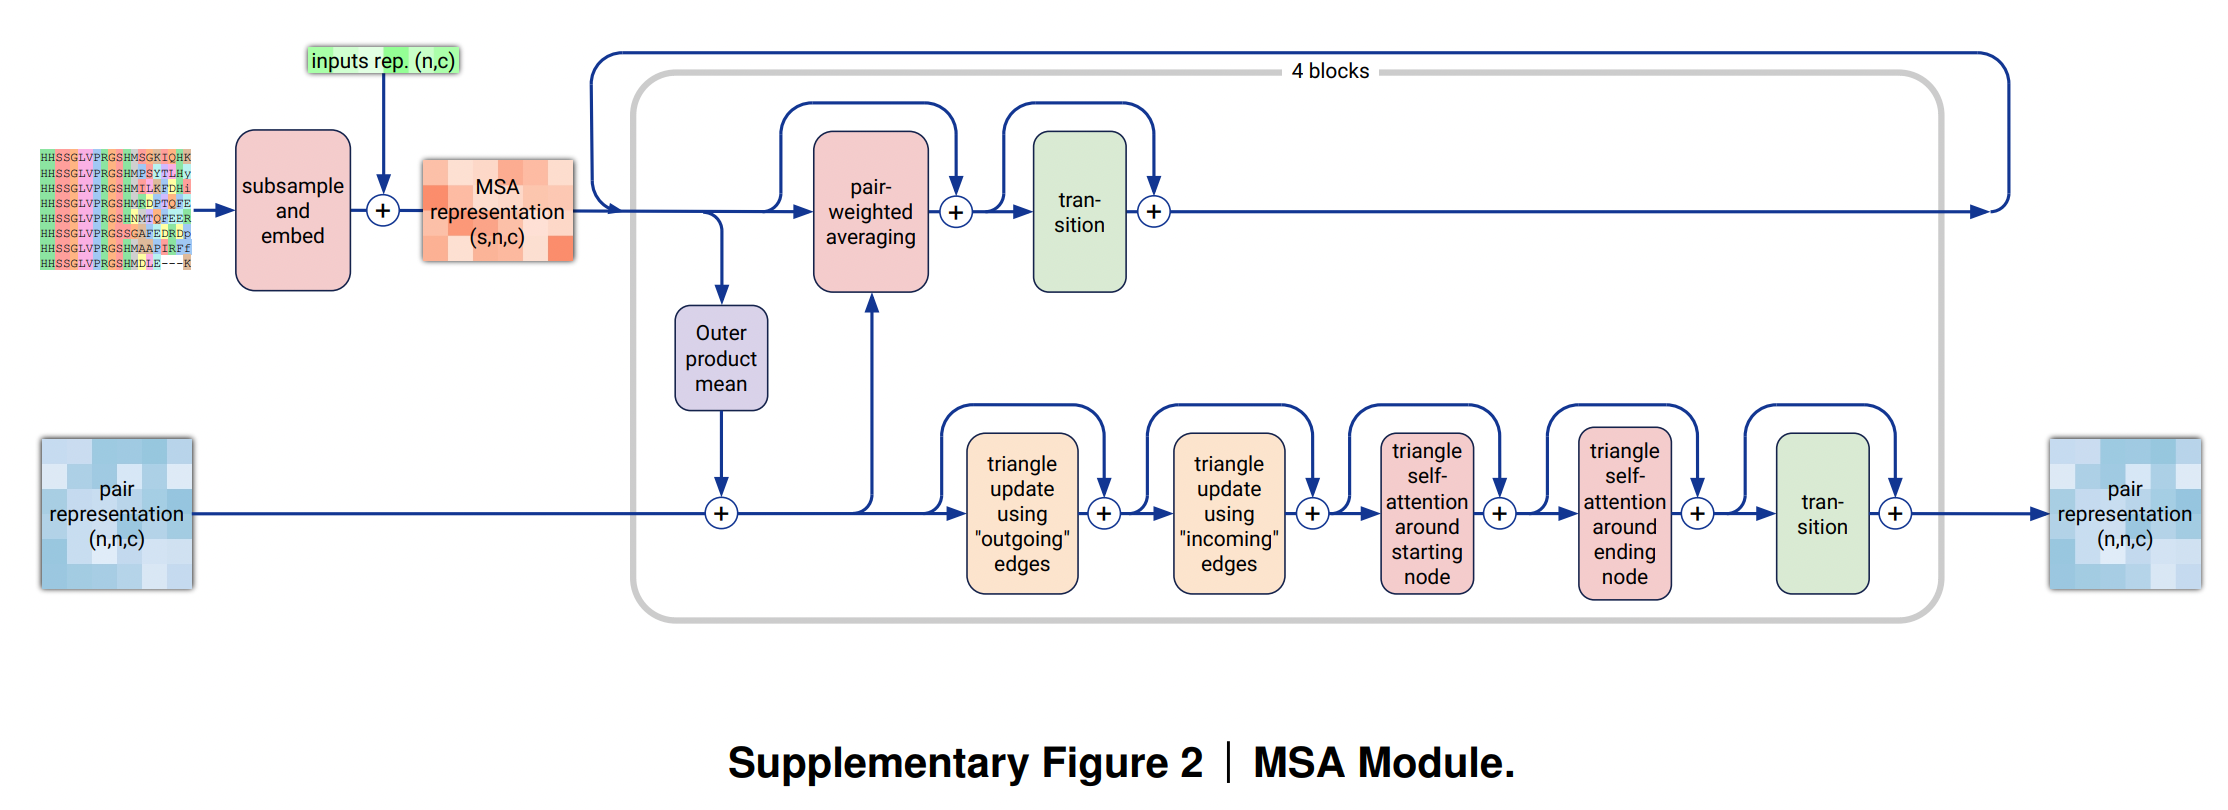 inputs rep. (n,c)
4 blocks
HHSSGLVPRGSHMSGKIQHK
HHSSGLVPRGSHMPSYTLHy
HHSSGLVPRGSHMILKFDHi
HHSSGLVPRGSHMRDPTQFE
HHSSGLVPRGSHNMTQFEER
HHSSGLVPRGSSGAFEDRDp
HHSSGLVPRGSHMAAPIRFf
HHSSGLVPRGSHMDLE---K
subsample
and
embed
+
MSA
representation
(s,n,c)
pair-
weighted
averaging
+
tran-
sition
+
Outer
product
mean
pair
representation
(n,n,c)
+
triangle
update
using
"outgoing"
edges
+
triangle
update
using
"incoming"
edges
+
triangle
self-
attention
around
starting
node
+
triangle
self-
attention
around
ending
node
+
tran-
sition
+
pair
representation
(n,n,c)
Supplementary Figure 2 | MSA Module.